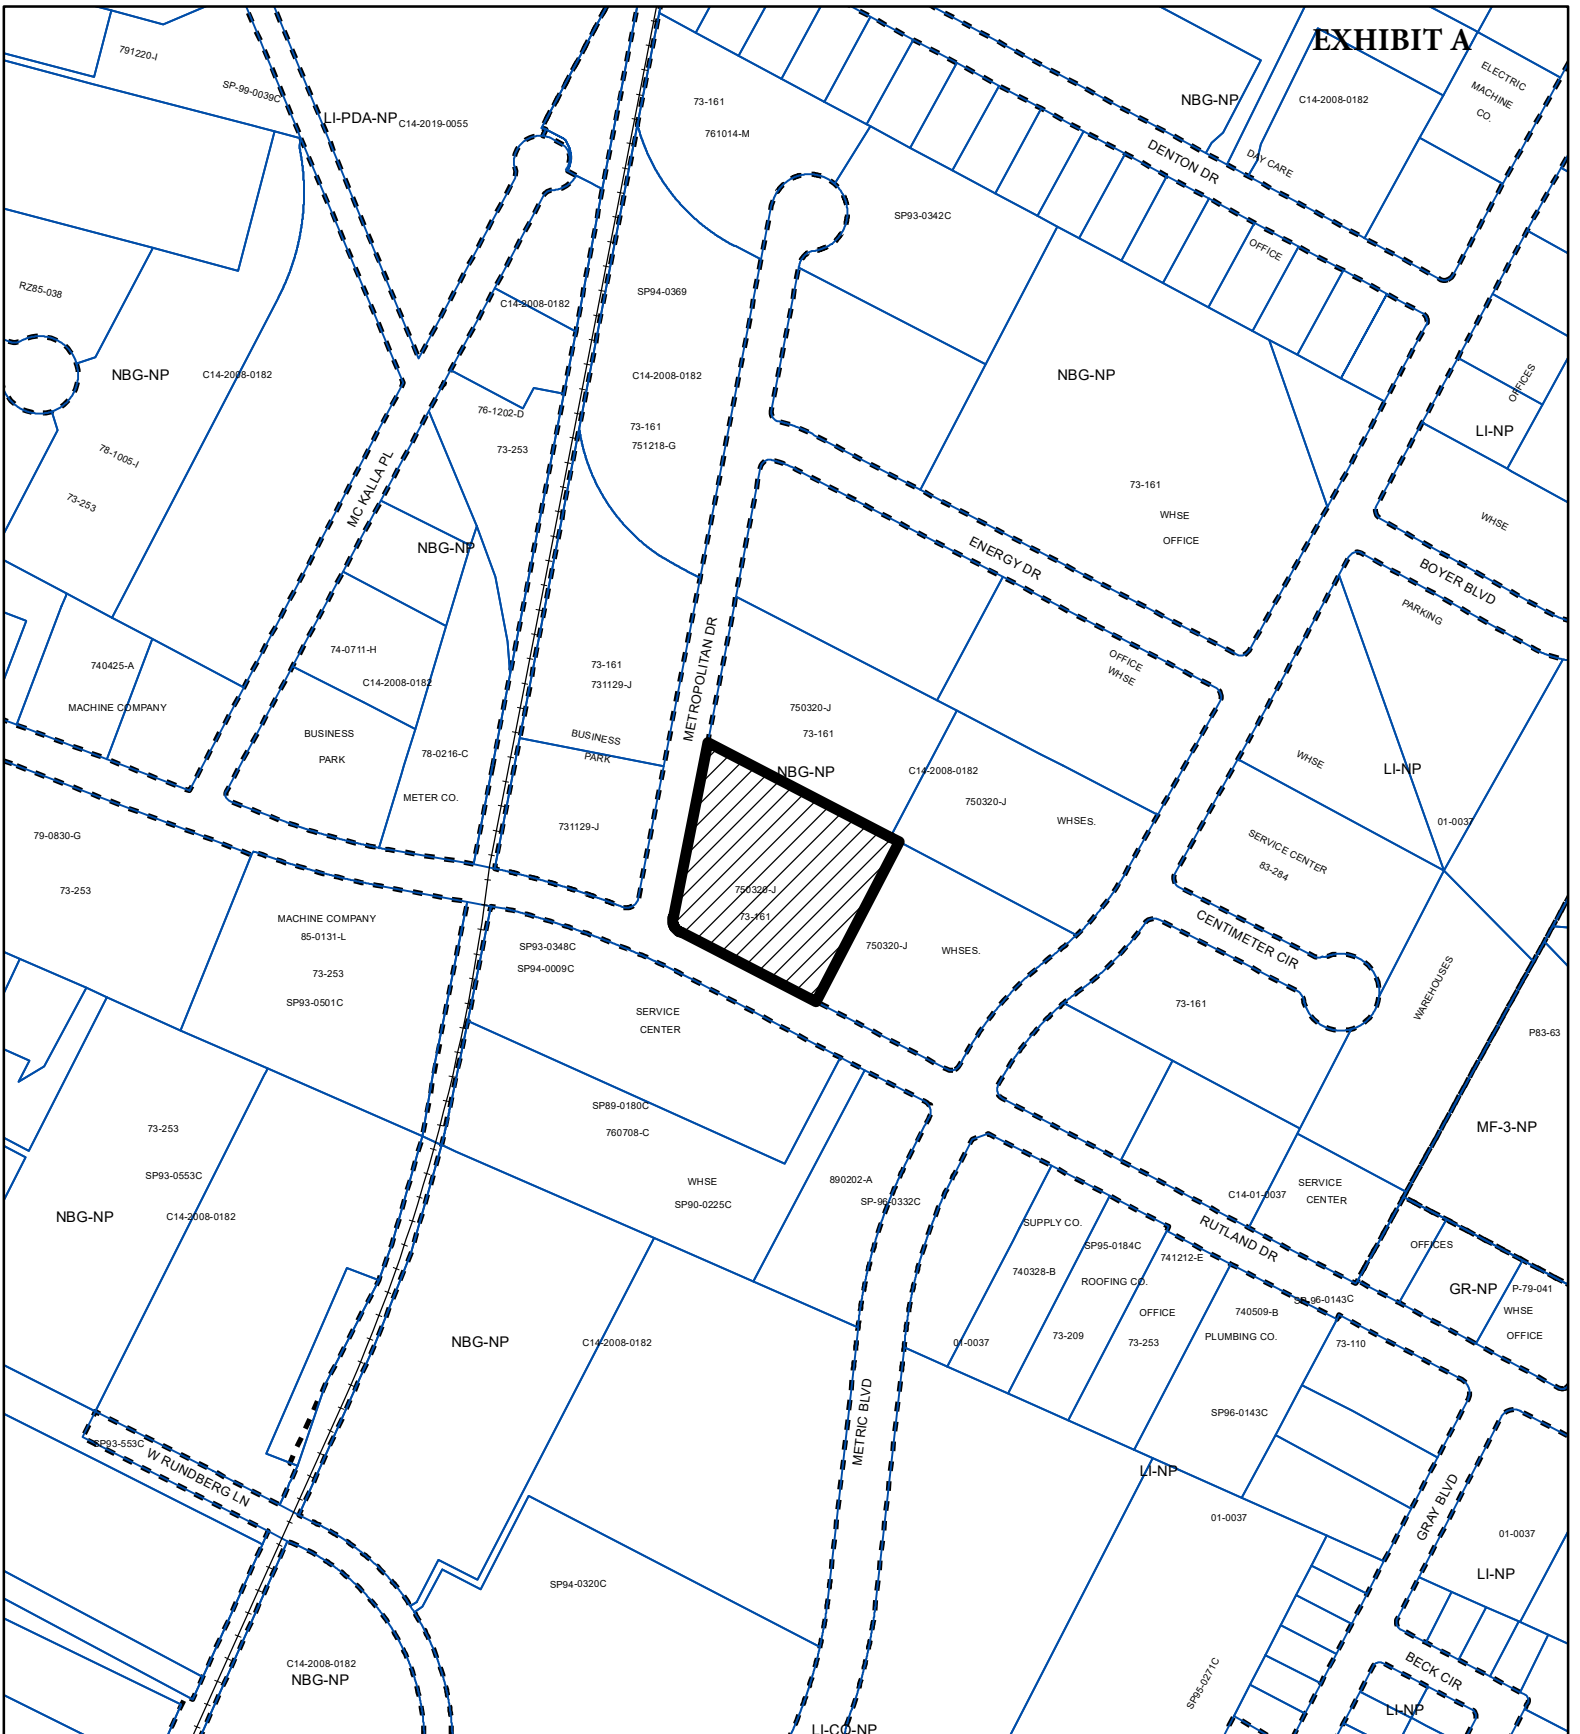 EXHIBIT A
791220-I
SP-99-0039C
LI-PDA-NP
C14-2019-0055
73-161
761014-M
NBG-NP
C14-2008-0182
ELECTRIC
MACHINE
CO.
DENTON DR
DAY CARE
SP93-0342C
OFFICE
RZ85-038
C14-2008-0182
SP94-0369
NBG-NP
C14-2008-0182
C14-2008-0182
NBG-NP
OFFICES
LI-NP
76-1202-D
73-253
73-161
751218-G
78-1005-I
73-253
MC KALLA PL
73-161
WHSE
OFFICE
WHSE
NBG-NP
ENERGY DR
BOYER BLVD
PARKING
74-0711-H
C14-2008-0182
740425-A
MACHINE COMPANY
73-161
731129-J
METROPOLITAN DR
OFFICE
WHSE
750320-J
73-161
BUSINESS
PARK
BUSINESS
PARK
78-0216-C
METER CO.
NBG-NP
C14-2008-0182
750320-J
WHSES.
WHSE
LI-NP
01-0037
79-0830-G
731129-J
SERVICE CENTER
83-284
73-253
750320-J
73-161
MACHINE COMPANY
85-0131-L
73-253
SP93-0501C
SP93-0348C
SP94-0009C
SERVICE
CENTER
750320-J
WHSES.
CENTIMETER CIR
WAREHOUSES
73-161
P83-63
SP89-0180C
760708-C
73-253
MF-3-NP
SP93-0553C
NBG-NP
C14-2008-0182
WHSE
SP90-0225C
890202-A
SP-96-0332C
C14-01-0037
SERVICE
CENTER
SUPPLY CO.
SP95-0184C
741212-E
RUTLAND DR
OFFICES
740328-B
ROOFING CO.
GR-NP
P-79-041
WHSE
OFFICE
OFFICE
740509-B
SP-96-0143C
NBG-NP
C14-2008-0182
01-0037
73-209
73-253
PLUMBING CO.
73-110
METRIC BLVD
SP96-0143C
SP93-553C
W RUNDBERG LN
LI-NP
01-0037
GRAY BLVD
01-0037
LI-NP
SP94-0320C
C14-2008-0182
NBG-NP
SP95-0271C
BECK CIR
LI-NP
LI-CO-NP